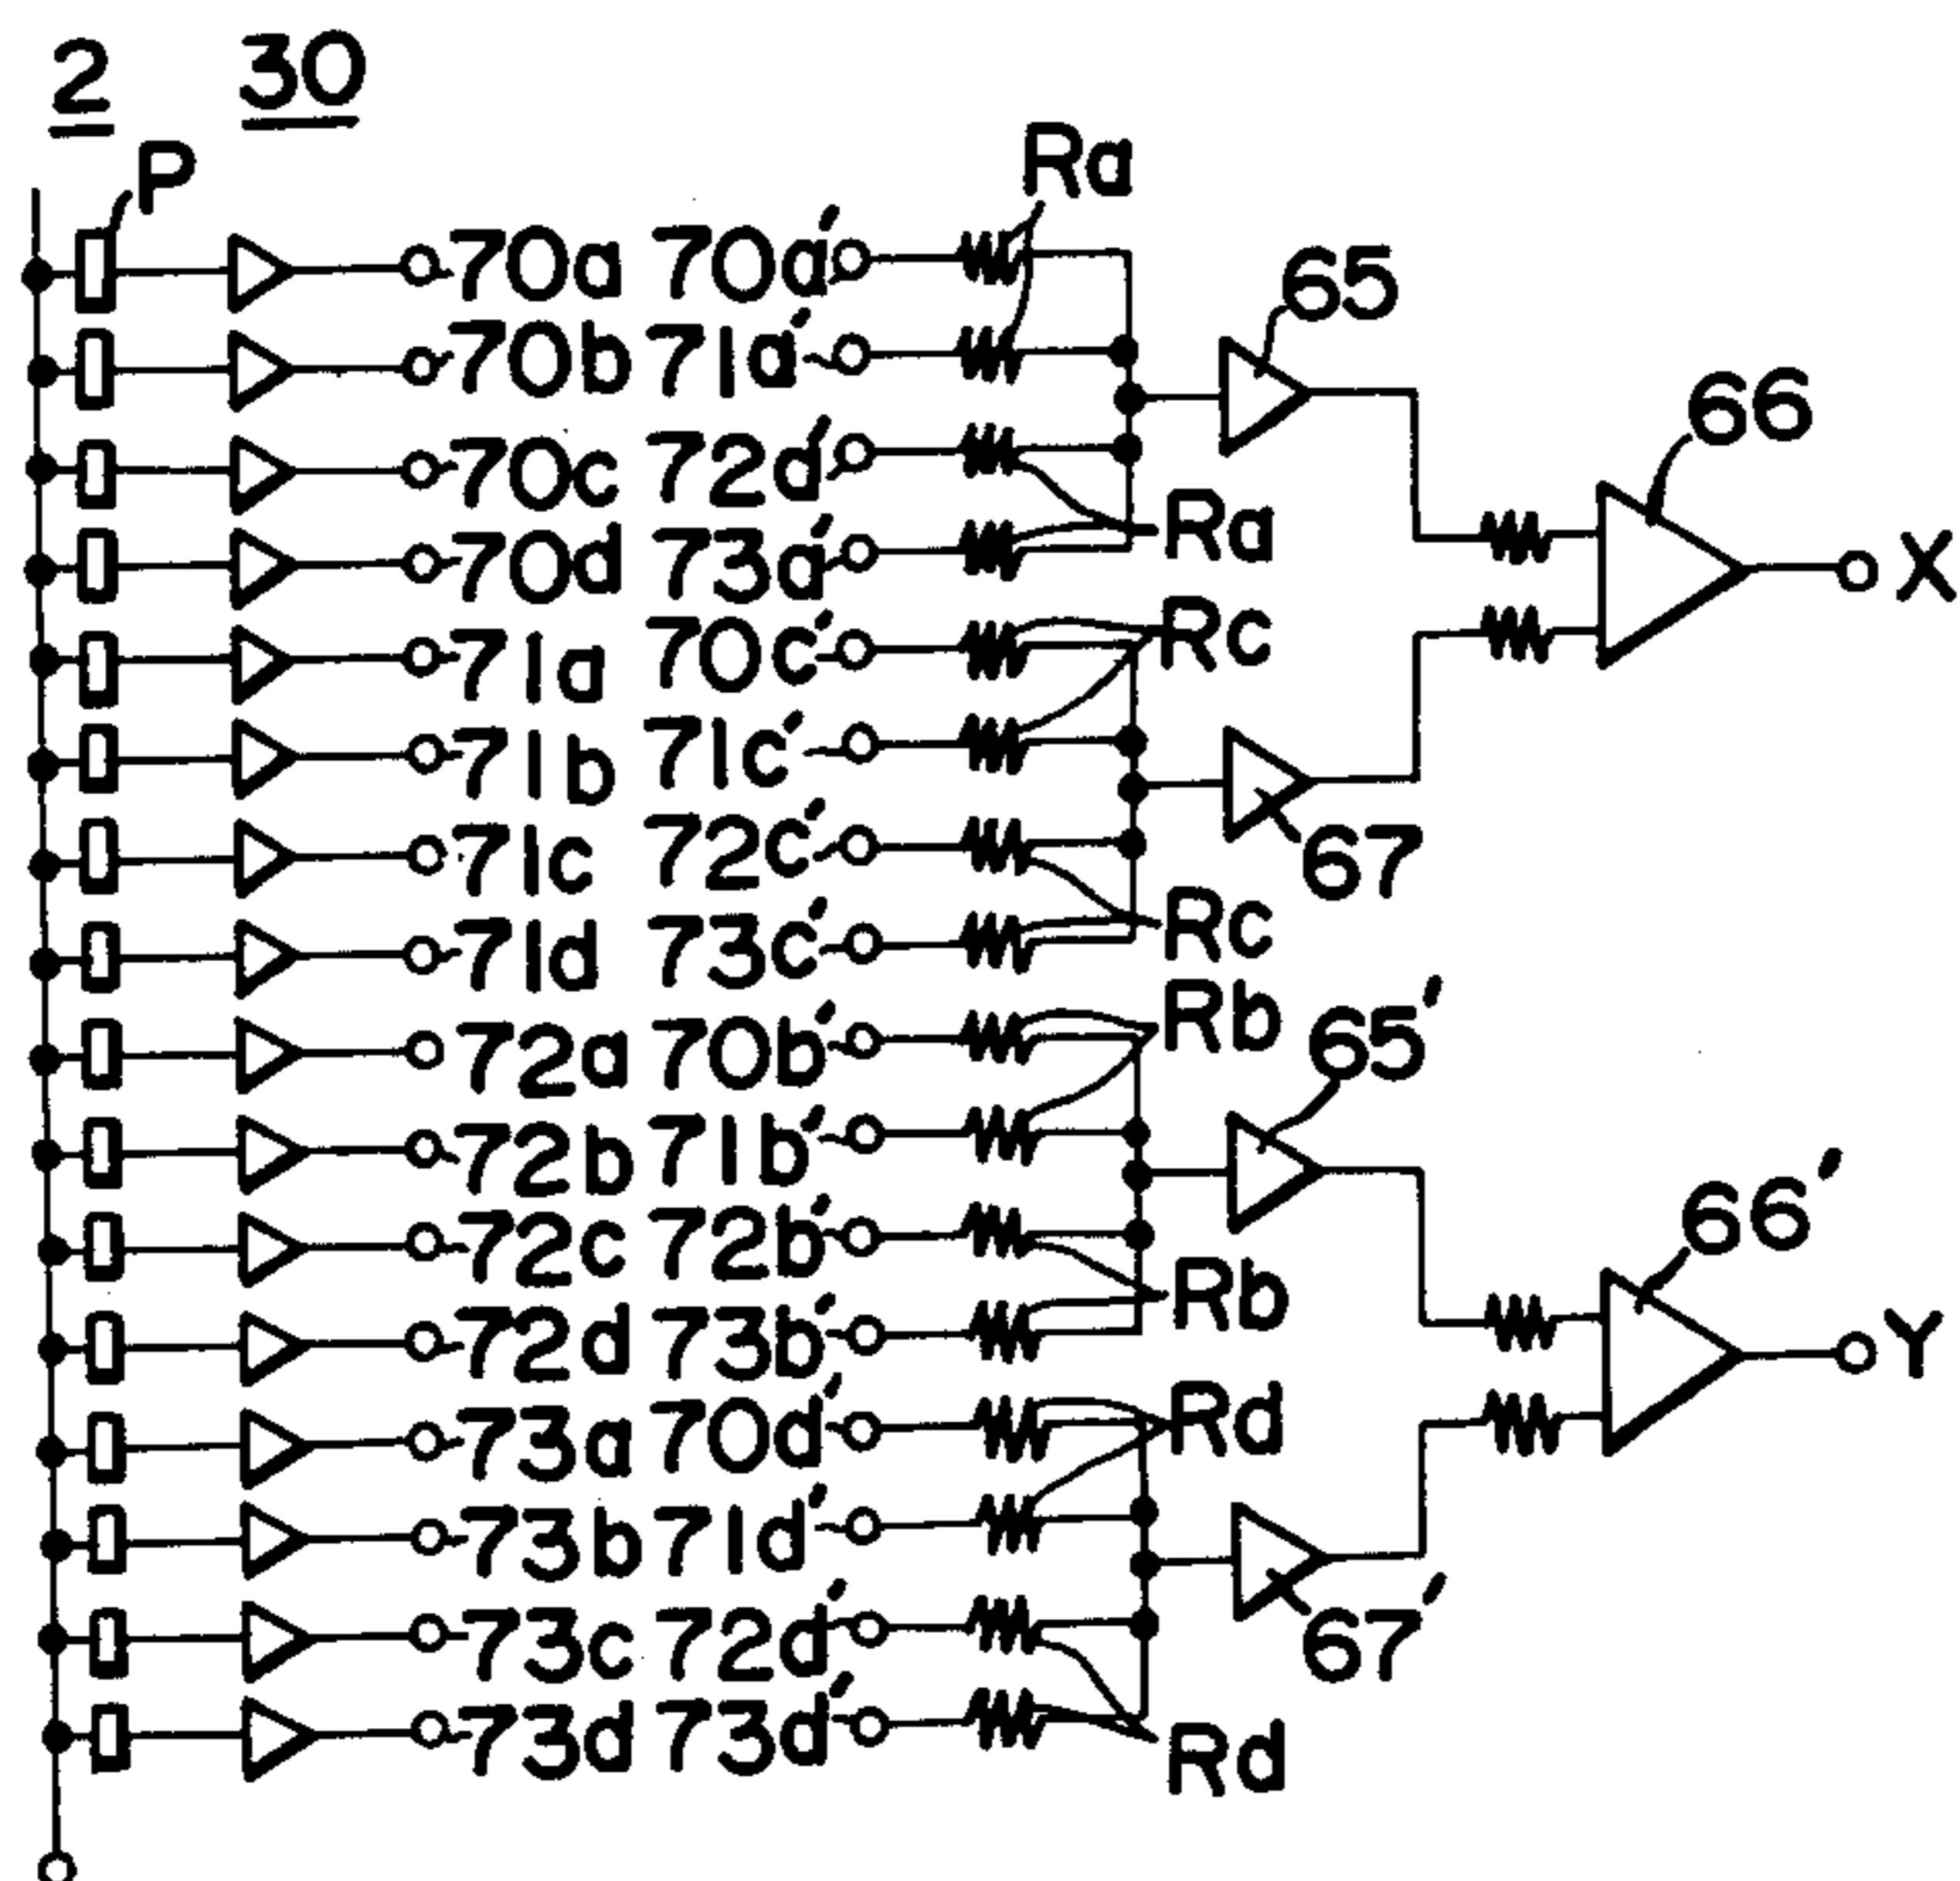 2 30
P
Ra
70a 70a'
65
70b 71a'
66
70c 72d'
Ra
70d 73a'
X
Rc
71a 70c'
71b 71c'
67
71c 72c'
Rc
71d 73c'
Rb
65'
72a 70b'
72b 71b'
66'
72c 72b'
Rb
72d 73b'
Y
Rd
73a 70d'
73b 71d'
67'
73c 72d'
73d 73d'
Rd